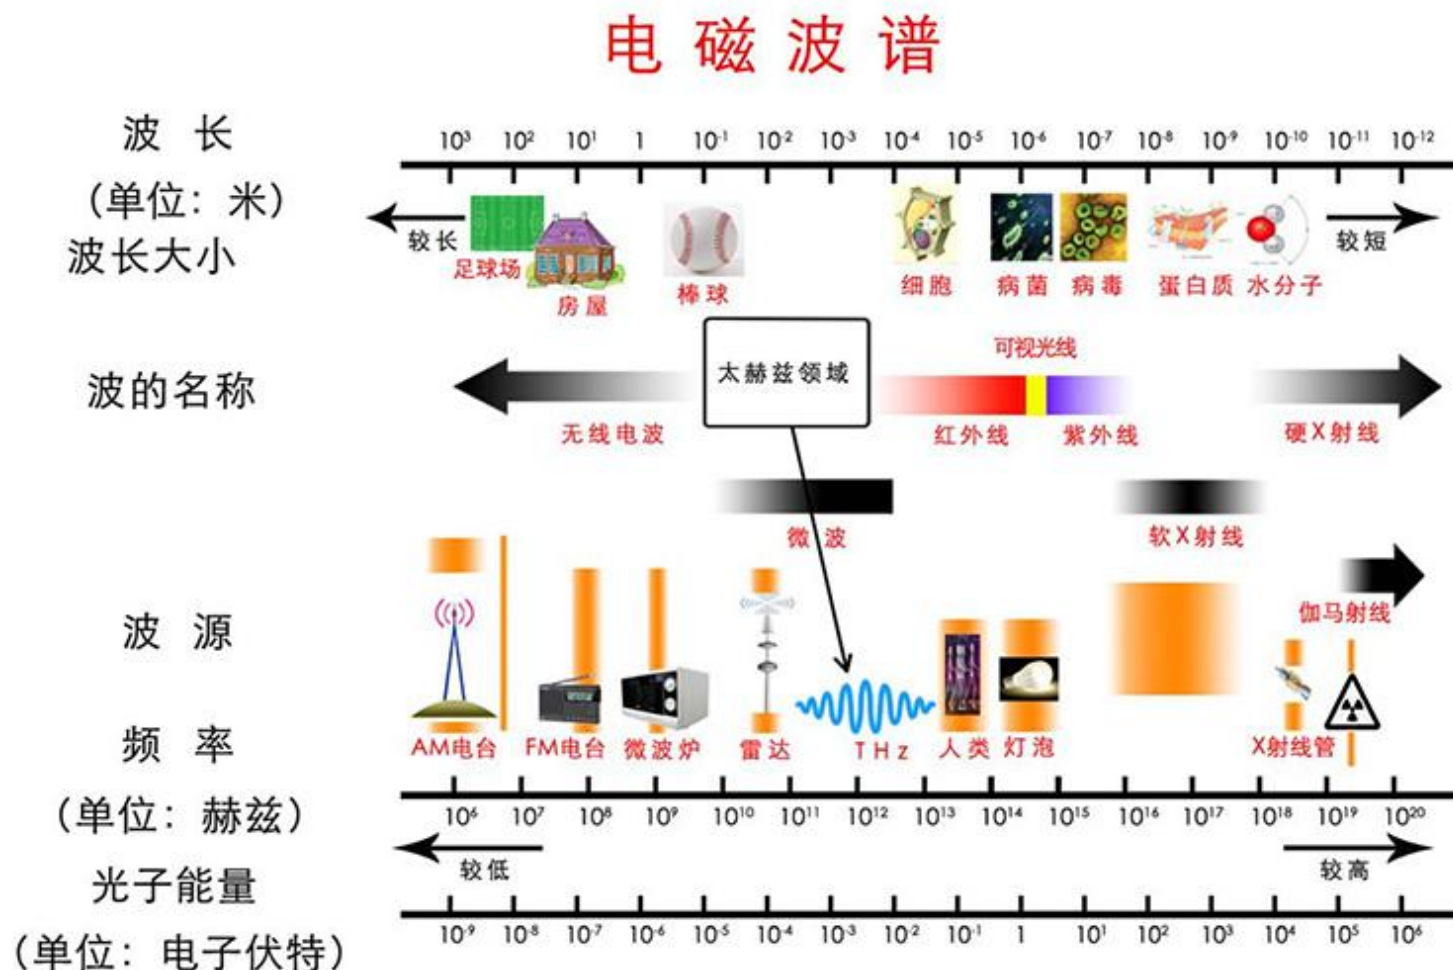 电磁波谱
波长
10³ 10² 10¹ 1 10⁻¹ 10⁻² 10⁻³ 10⁻⁴ 10⁻⁵ 10⁻⁶ 10⁻⁷ 10⁻⁸ 10⁻⁹ 10⁻¹⁰ 10⁻¹¹ 10⁻¹²
（单位：米）
波长大小
较长
足球场
房屋
棒球
细胞
病菌
病毒
蛋白质
水分子
较短
波的名称
太赫兹领域
可视光线
无线电波
红外线
紫外线
硬X射线
微波
软X射线
伽马射线
波源
AM电台
FM电台
微波炉
雷达
THz
人类
灯泡
X射线管
频率
（单位：赫兹）
10⁶ 10⁷ 10⁸ 10⁹ 10¹⁰ 10¹¹ 10¹² 10¹³ 10¹⁴ 10¹⁵ 10¹⁶ 10¹⁷ 10¹⁸ 10¹⁹ 10²⁰
较低
较高
光子能量
（单位：电子伏特）
10⁻⁹ 10⁻⁸ 10⁻⁷ 10⁻⁶ 10⁻⁵ 10⁻⁴ 10⁻³ 10⁻² 10⁻¹ 1 10¹ 10² 10³ 10⁴ 10⁵ 10⁶